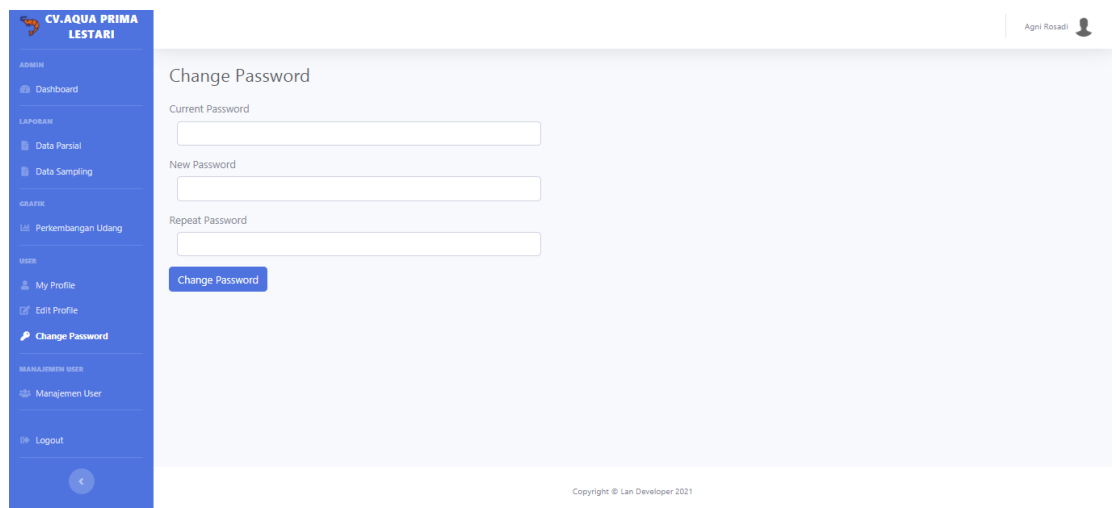 CV.AQUA PRIMA
LESTARI
ADMIN
Dashboard
LAPORAN
Data Parsial
Data Sampling
GRAFIK
Perkembangan Udang
USER
My Profile
Edit Profile
Change Password
MANAJEMEN USER
Manajemen User
Logout
Agni Rosadi
Change Password
Current Password
New Password
Repeat Password
Change Password
Copyright © Lan Developer 2021